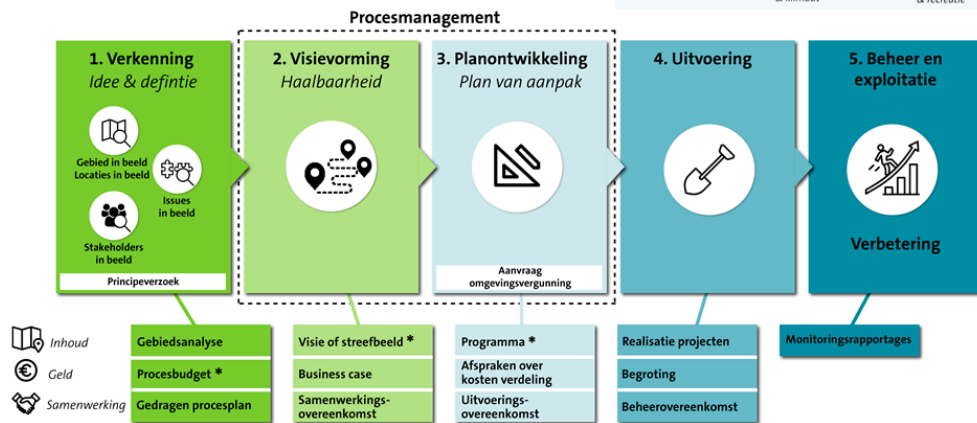 & recreatie
Procesmanagement
1. Verkenning
Idee & defintie
Gebied in beeld
Locaties in beeld
Issues
in beeld
Stakeholders
in beeld
Principeverzoek
2. Visievorming
Haalbaarheid
3. Planontwikkeling
Plan van aanpak
Aanvraag
omgevingsvergunning
4. Uitvoering
5. Beheer en
exploitatie
Verbetering
Inhoud
Geld
Samenwerking
Gebiedsanalyse
Procesbudget *
Gedragen procesplan
Visie of streefbeeld *
Business case
Samenwerkings-
overeenkomst
Programma *
Afspraken over
kosten verdeling
Uitvoerings-
overeenkomst
Realisatie projecten
Begroting
Beheerovereenkomst
Monitoringsrapportages